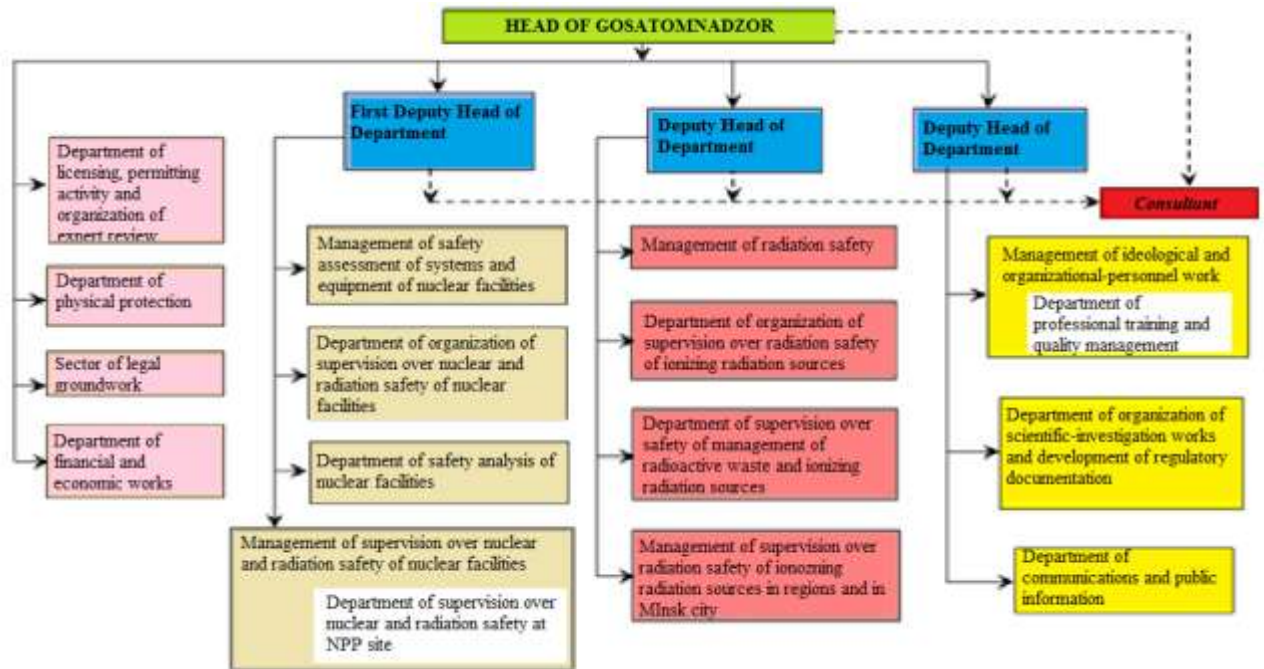 HEAD OF GOSATOMNADZOR
First Deputy Head of
Department
Deputy Head of
Department
Deputy Head of
Department
Consultant
Department of
licensing, permitting
activity and
organization of
expert review
Department of
physical protection
Sector of legal
groundwork
Department of
financial and
economic works
Management of safety
assessment of systems and
equipment of nuclear facilities
Department of organization of
supervision over nuclear and
radiation safety of nuclear
facilities
Department of safety analysis of
nuclear facilities
Management of supervision over nuclear
and radiation safety of nuclear facilities
Department of supervision over
nuclear and radiation safety at
NPP site
Management of radiation safety
Department of organization of
supervision over radiation safety
of ionizing radiation sources
Department of supervision over
safety of management of
radioactive waste and ionizing
radiation sources
Management of supervision over
radiation safety of ionozming
radiation sources in regions and in
MInsk city
Management of ideological and
organizational-personnel work
Department of
professional training and
quality management
Department of organization of
scientific-investigation works
and development of regulatory
documentation
Department of
communications and public
information